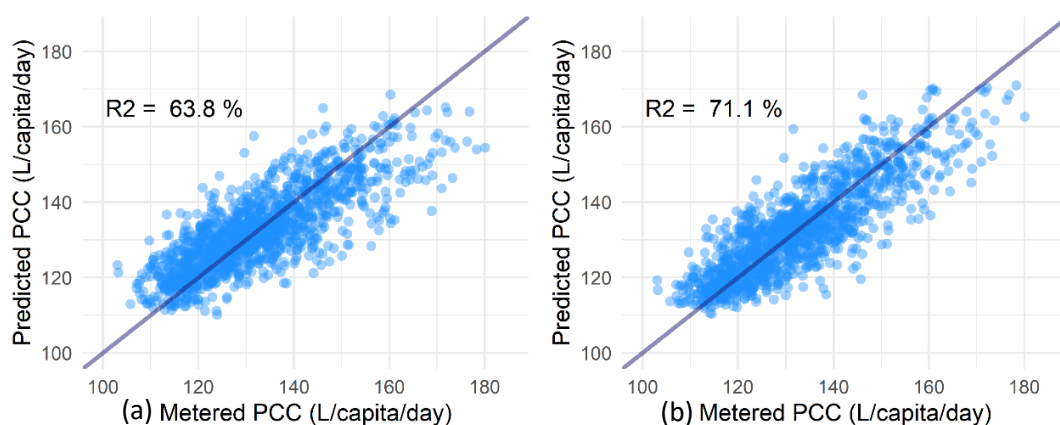 Predicted PCC (L/capita/day)
180
160
140
120
100
R2 = 63.8 %
100 120 140 160 180
(a) Metered PCC (L/capita/day)
Predicted PCC (L/capita/day)
180
160
140
120
100
R2 = 71.1 %
100 120 140 160 180
(b) Metered PCC (L/capita/day)